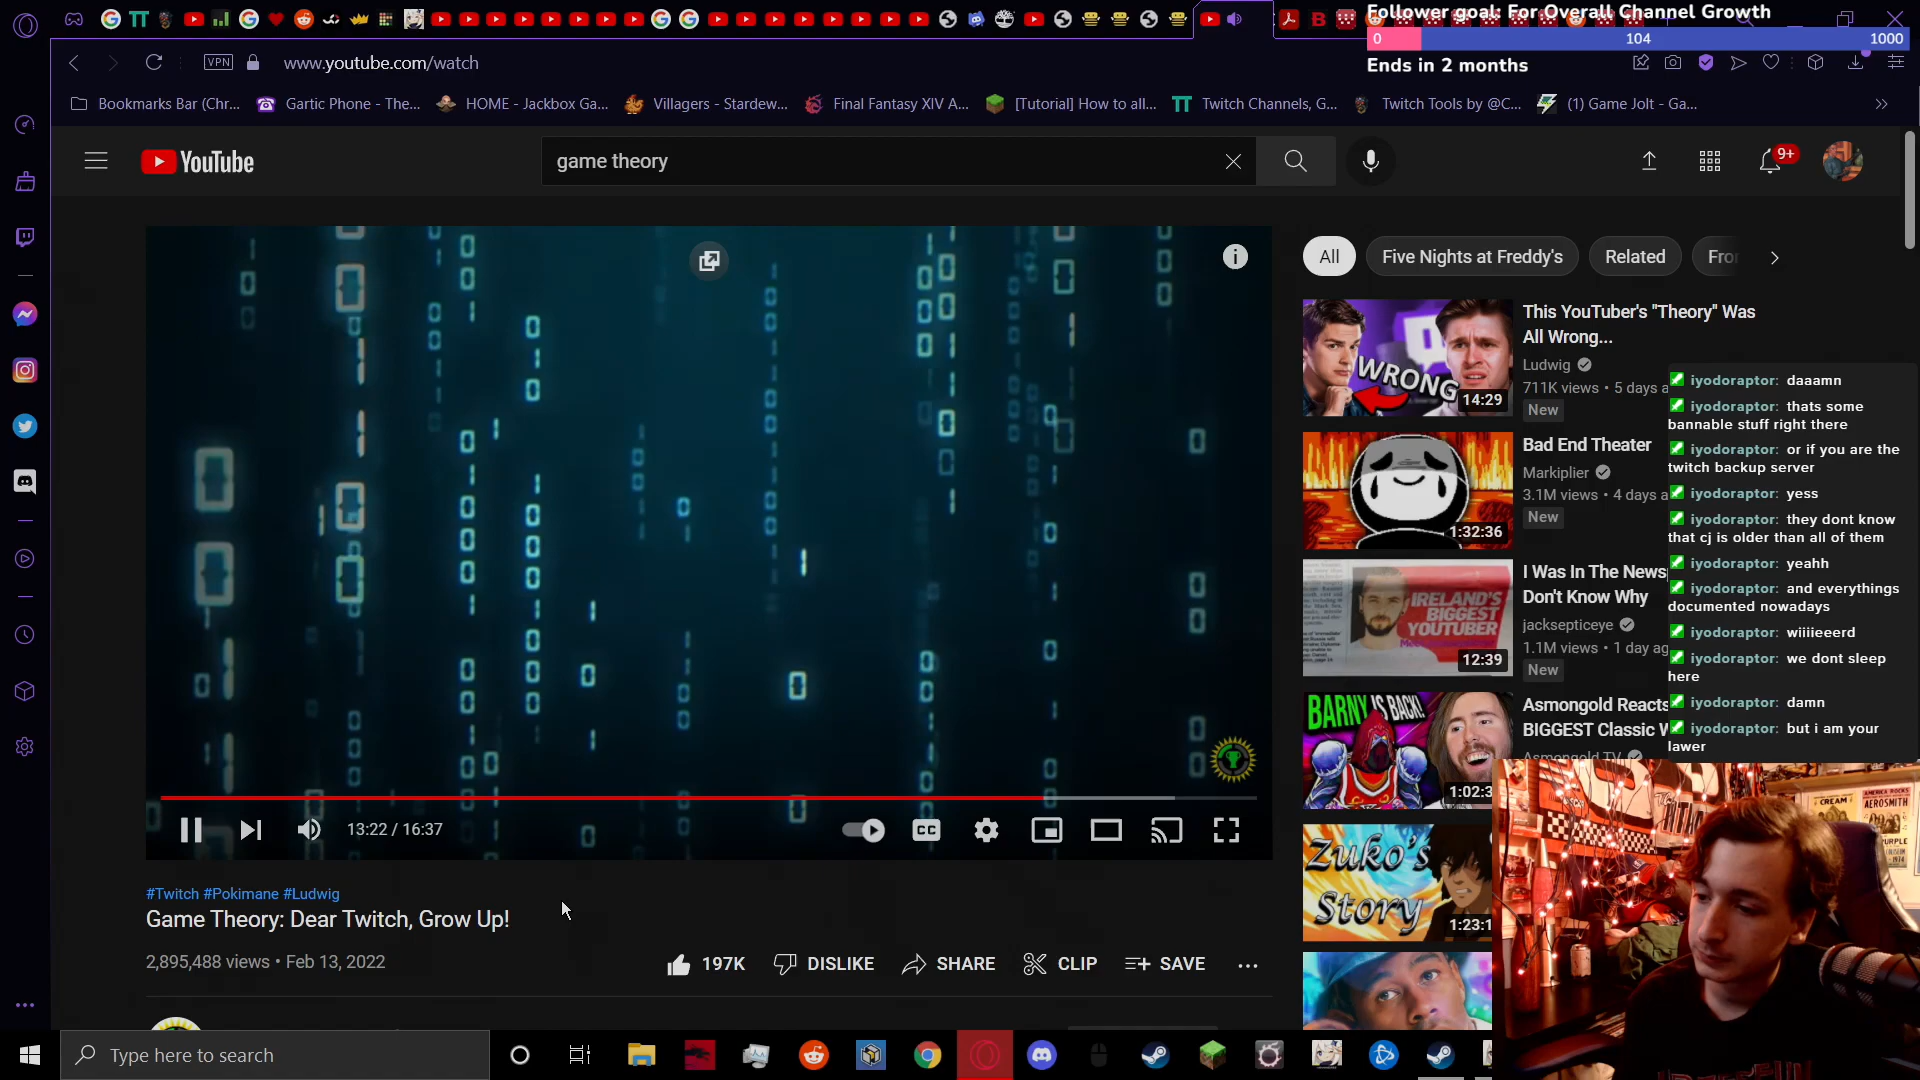 Follower goal: For Overall Channel Growth
0 104 1000
Ends in 2 months
VPN www.youtube.com/watch
Bookmarks Bar (Chr... Gartic Phone - The... HOME - Jackbox Ga... Villagers - Stardew... Final Fantasy XIV A... [Tutorial] How to all... Twitch Channels, G... Twitch Tools by @C... (1) Game Jolt - Ga...
YouTube game theory 9+
All Five Nights at Freddy's Related Fro
This YouTuber's "Theory" Was
All Wrong...
Ludwig
711K views • 5 days a
New
WRONG
14:29
Bad End Theater
Markiplier
3.1M views • 4 days a
New
1:32:36
I Was In The News
Don't Know Why
jacksepticeye
1.1M views • 1 day ag
New
IRELAND'S
BIGGEST
YOUTUBER
12:39
Asmongold Reacts
BIGGEST Classic W
Asmongold TV
BARNY IS BACK!
1:02:3
Zuko's
Story
1:23:1
iyodoraptor: daaamn
iyodoraptor: thats some
bannable stuff right there
iyodoraptor: or if you are the
twitch backup server
iyodoraptor: yess
iyodoraptor: they dont know
that cj is older than all of them
iyodoraptor: yeahh
iyodoraptor: and everythings
documented nowadays
iyodoraptor: wiiiieeerd
iyodoraptor: we dont sleep
here
iyodoraptor: damn
iyodoraptor: but i am your
lawer
CREAM
AEROSMITH
13:22 / 16:37
CC
#Twitch #Pokimane #Ludwig
Game Theory: Dear Twitch, Grow Up!
2,895,488 views • Feb 13, 2022
197K DISLIKE SHARE CLIP SAVE
Type here to search